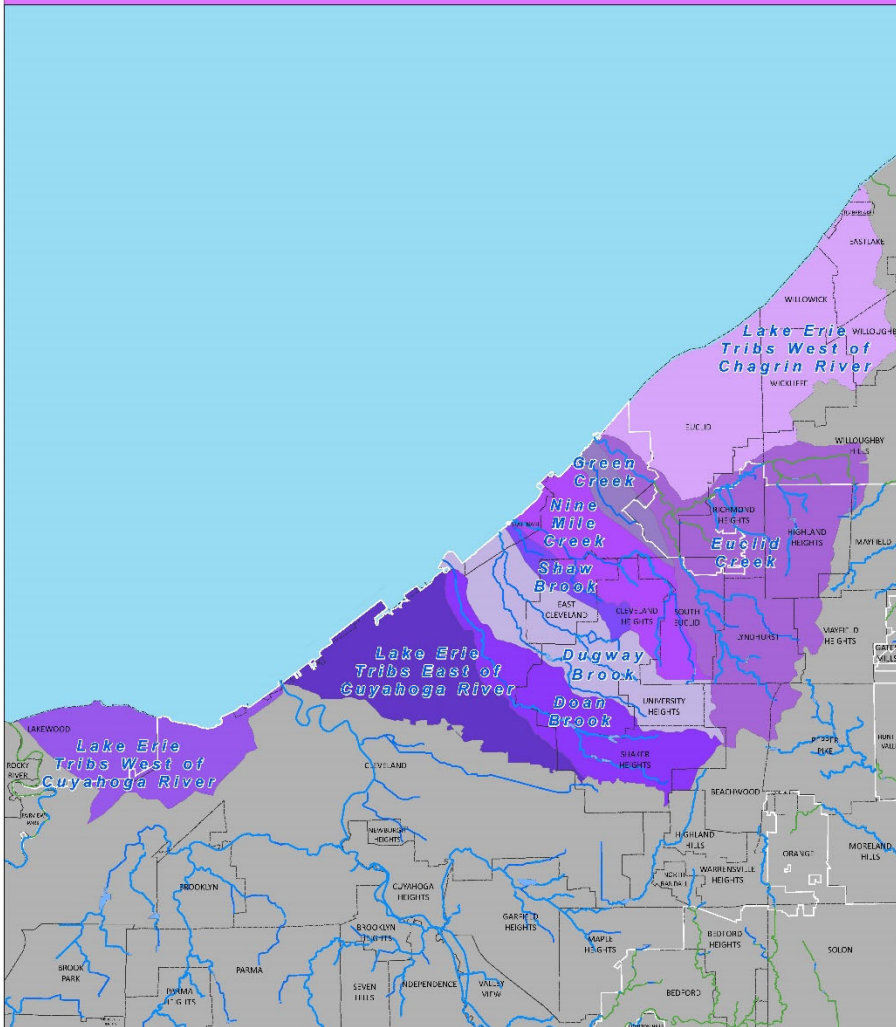 EASTLAKE
WILLOWICK
Lake Erie
Tribs West of
Chagrin River
WICKLIFFE
EUCLID
WILLOUGHBY
HILLS
Green
Creek
Nine
Mile
Creek
RICHMOND
HEIGHTS
Euclid
Creek
HIGHLAND
HEIGHTS
MAYFIELD
Shaw
Brook
EAST
CLEVELAND
CLEVELAND
HEIGHTS
SOUTH
EUCLID
LYNDHURST
MAYFIELD
HEIGHTS
Lake Erie
Tribs East of
Cuyahoga River
Dugway
Brook
UNIVERSITY
HEIGHTS
Doan
Brook
SHAKER
HEIGHTS
PEPPER
PIKE
LAKEWOOD
Lake Erie
Tribs West of
Cuyahoga River
ROCKY
RIVER
CLEVELAND
BEACHWOOD
NEWBURGH
HEIGHTS
HIGHLAND
HILLS
ORANGE
MORELAND
HILLS
WARRENSVILLE
HEIGHTS
NORTH
RANDALL
BROOKLYN
CUYAHOGA
HEIGHTS
GARFIELD
HEIGHTS
BROOKLYN
HEIGHTS
MAPLE
HEIGHTS
BEDFORD
HEIGHTS
SOLON
BROOK
PARK
PARMA
PARMA
HEIGHTS
SEVEN
HILLS
INDEPENDENCE
VALLEY
VIEW
BEDFORD